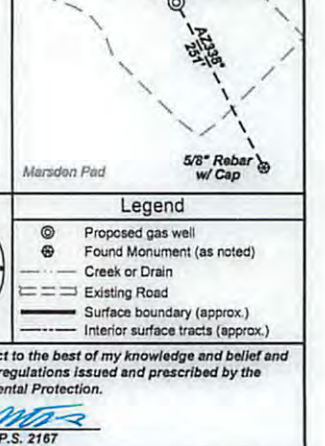 AZ338°
251'
5/8" Rebar
w/ Cap
Marsden Pad
Legend
Proposed gas well
Found Monument (as noted)
Creek or Drain
Existing Road
Surface boundary (approx.)
Interior surface tracts (approx.)
ct to the best of my knowledge and belief and
regulations issued and prescribed by the
ental Protection.
P.S. 2167